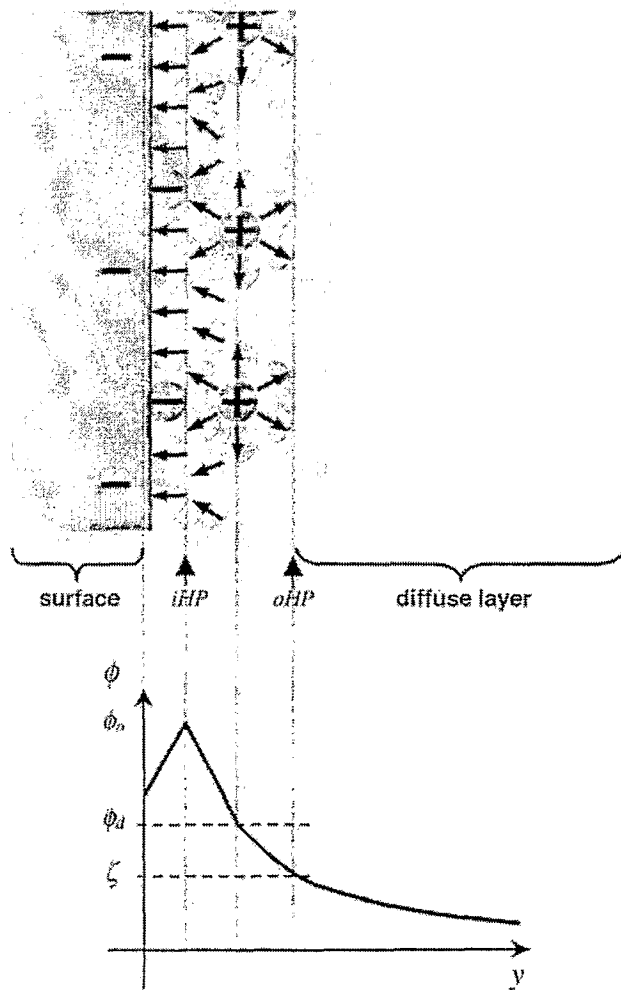 surface iHP oHP diffuse layer
ϕ
ϕₒ
ϕd
ζ
y